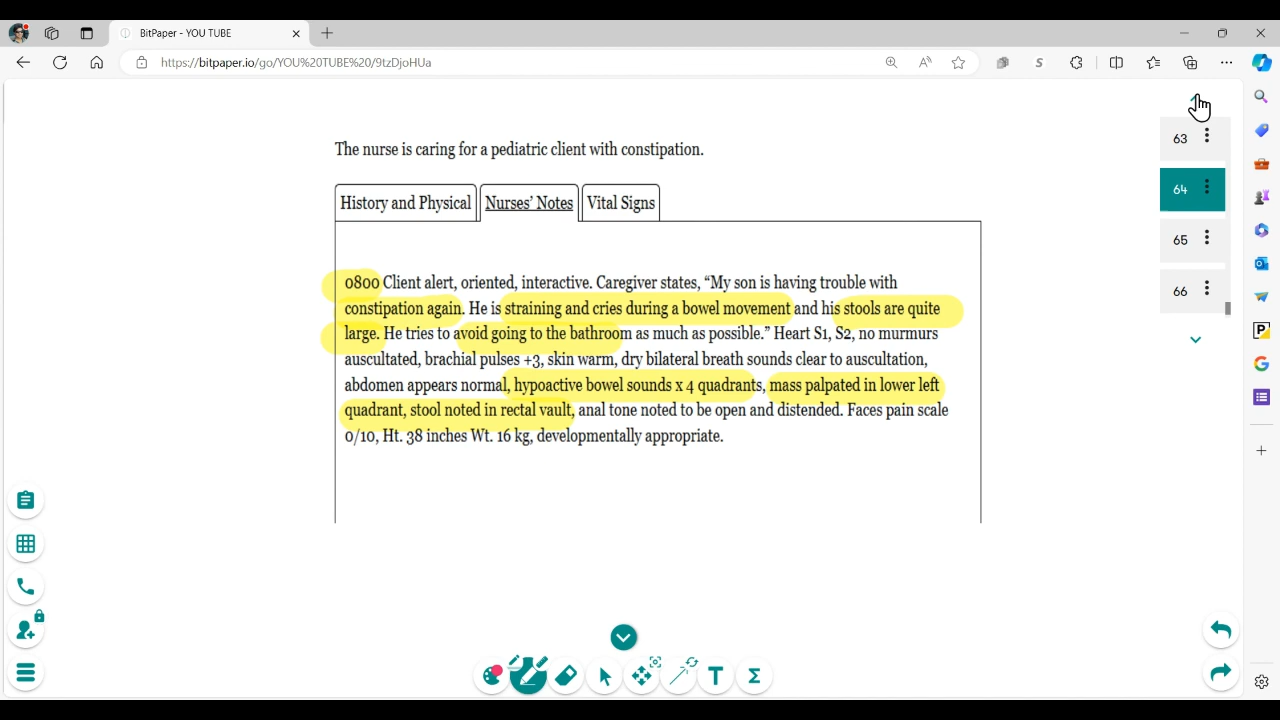 BitPaper - YOU TUBE
https://bitpaper.io/go/YOU%20TUBE%20/9tzDjoHUa
The nurse is caring for a pediatric client with constipation.
History and Physical Nurses' Notes Vital Signs
0800 Client alert, oriented, interactive. Caregiver states, “My son is having trouble with
constipation again. He is straining and cries during a bowel movement and his stools are quite
large. He tries to avoid going to the bathroom as much as possible.” Heart S1, S2, no murmurs
auscultated, brachial pulses +3, skin warm, dry bilateral breath sounds clear to auscultation,
abdomen appears normal, hypoactive bowel sounds x 4 quadrants, mass palpated in lower left
quadrant, stool noted in rectal vault, anal tone noted to be open and distended. Faces pain scale
0/10, Ht. 38 inches Wt. 16 kg, developmentally appropriate.
63
64
65
66